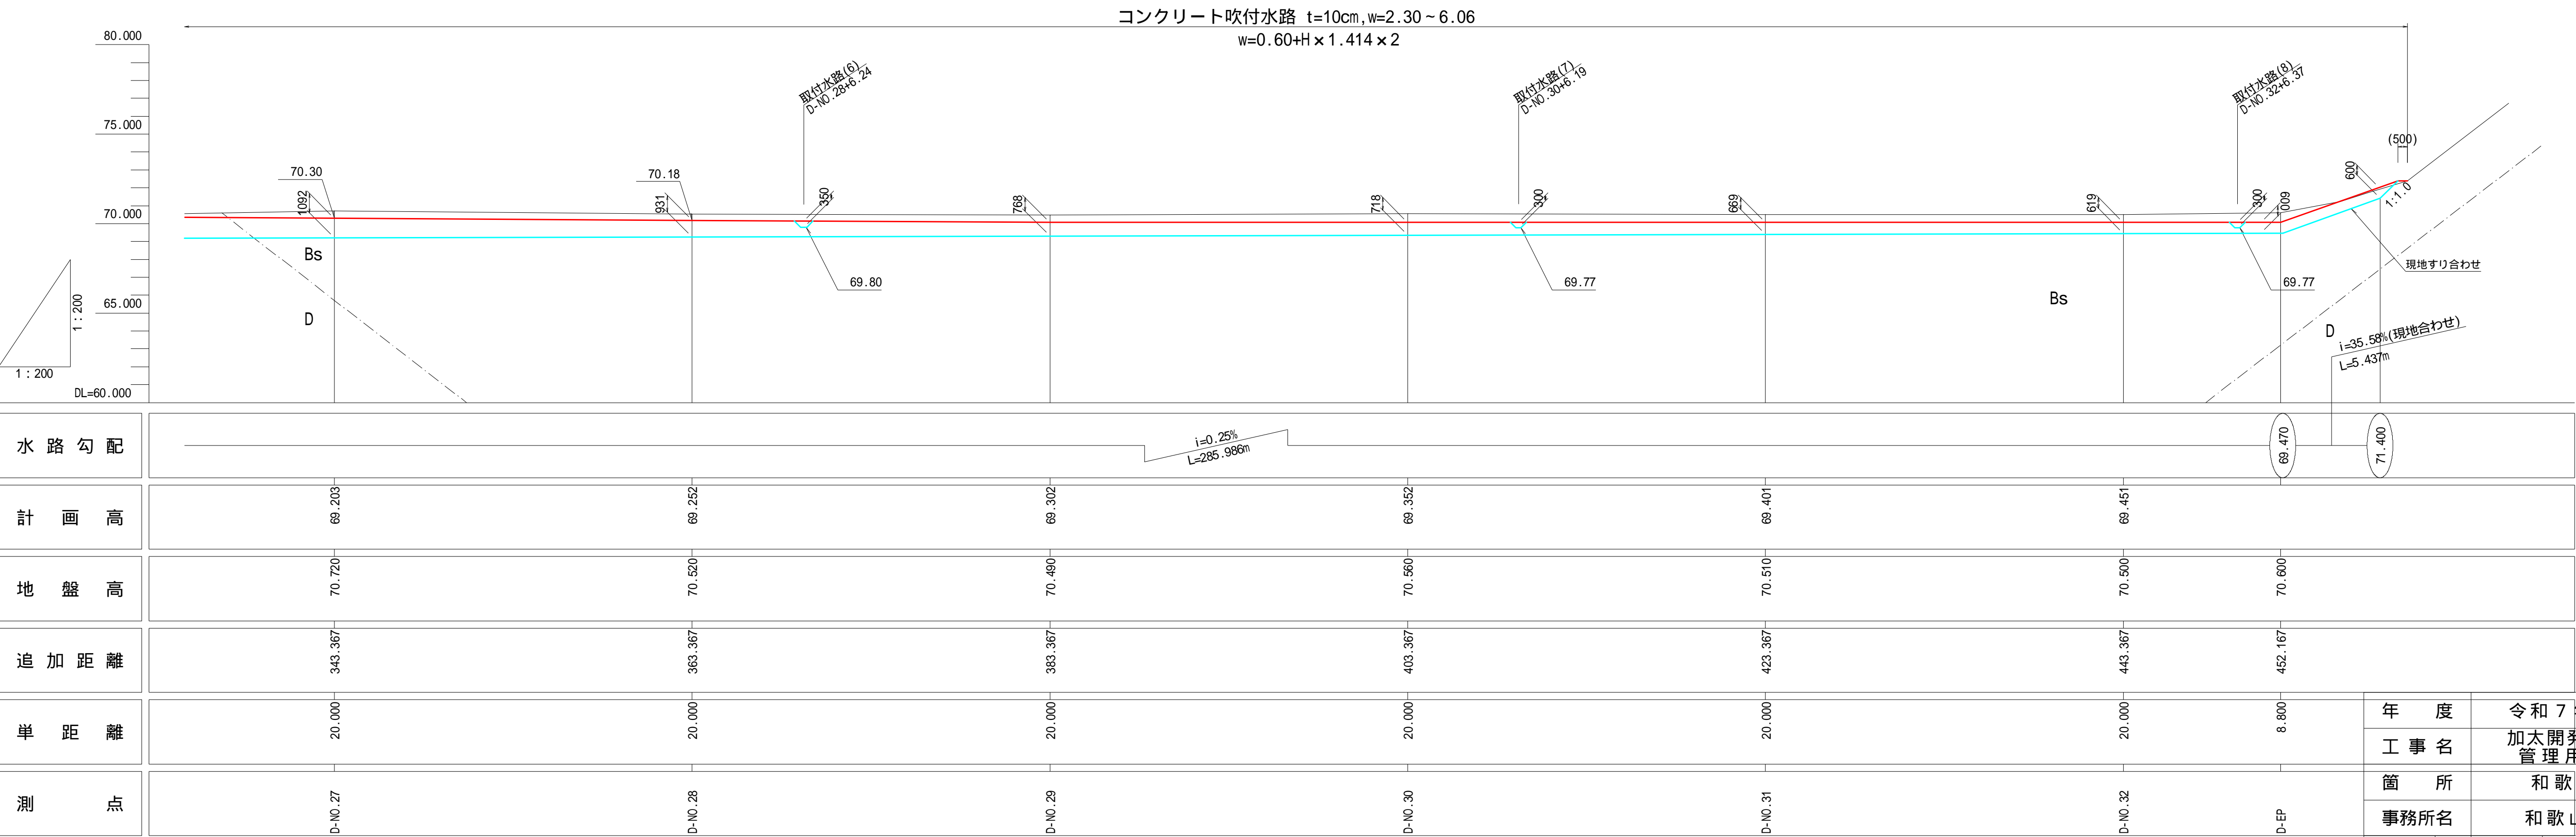 コンクリート吹付水路 t=10cm,w=2.30~6.06
w=0.60+H×1.414×2
80.000
75.000
70.000
65.000
DL=60.000
1:200
1:200
取付水路(6)
D-NO.28+6.24
取付水路(7)
D-NO.30+6.19
取付水路(8)
D-NO.32+6.37
(500)
70.30
1092
70.18
931
350
768
718
300
669
619
300
600
600
1:1.0
Bs
D
69.80
69.77
69.77
現地すり合わせ
Bs
D
i=35.58%(現地合わせ)
L=5.437m
水路勾配
i=0.25%
L=285.986m
69.470
71.400
計画高
69.203
69.252
69.302
69.352
69.401
69.451
地盤高
70.720
70.520
70.490
70.560
70.510
70.500
70.600
追加距離
343.367
363.367
383.367
403.367
423.367
443.367
452.167
単距離
20.000
20.000
20.000
20.000
20.000
20.000
8.800
測点
D-NO.27
D-NO.28
D-NO.29
D-NO.30
D-NO.31
D-NO.32
D-EP
年度 令和7
工事名 加太開発
管理用
箇所 和歌
事務所名 和歌山